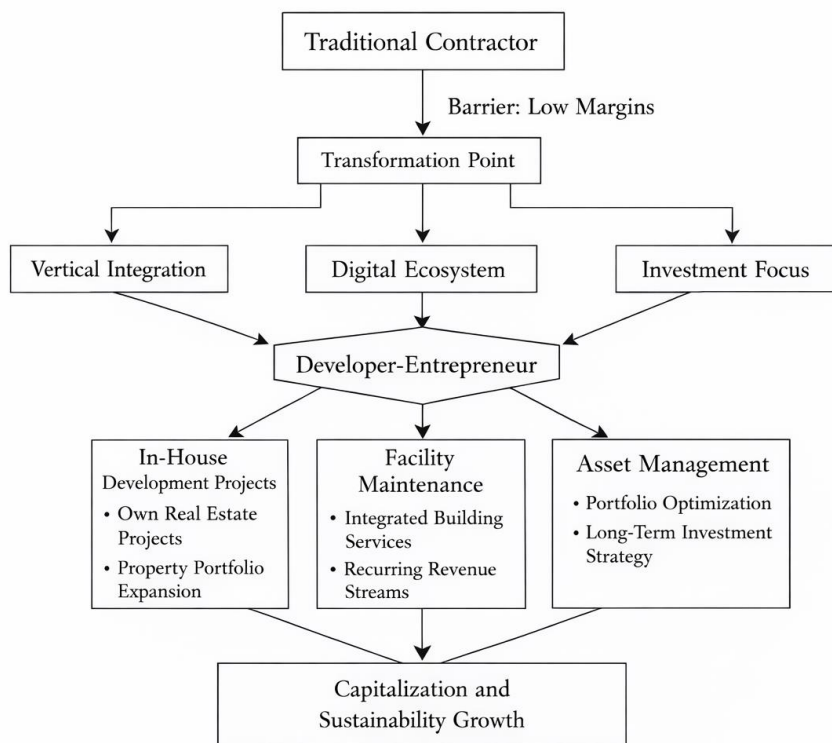 Traditional Contractor
Barrier: Low Margins
Transformation Point
Vertical Integration
Digital Ecosystem
Investment Focus
Developer-Entrepreneur
In-House
Development Projects
• Own Real Estate
Projects
• Property Portfolio
Expansion
Facility
Maintenance
• Integrated Building
Services
• Recurring Revenue
Streams
Asset Management
• Portfolio Optimization
• Long-Term Investment
Strategy
Capitalization and
Sustainability Growth